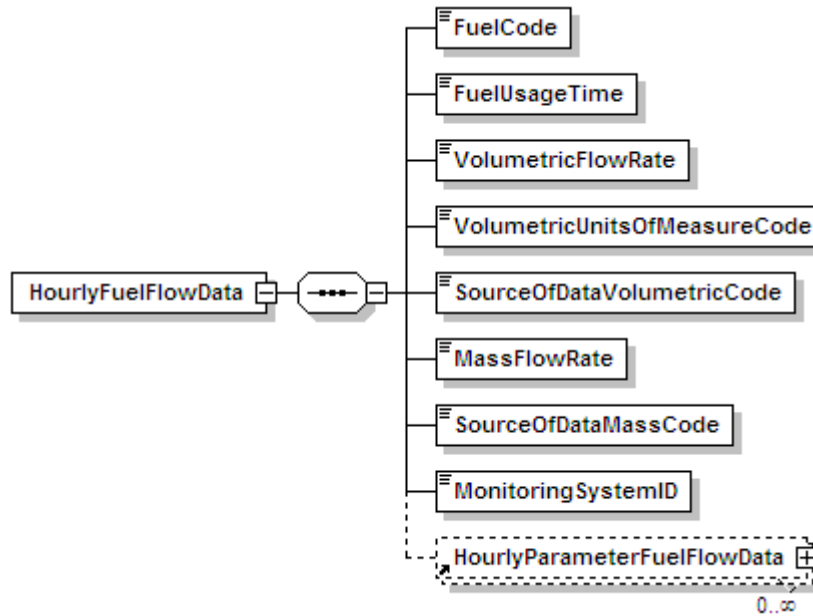 FuelCode
FuelUsageTime
VolumetricFlowRate
VolumetricUnitsOfMeasureCode
HourlyFuelFlowData
SourceOfDataVolumetricCode
MassFlowRate
SourceOfDataMassCode
MonitoringSystemID
HourlyParameterFuelFlowData
0..∞